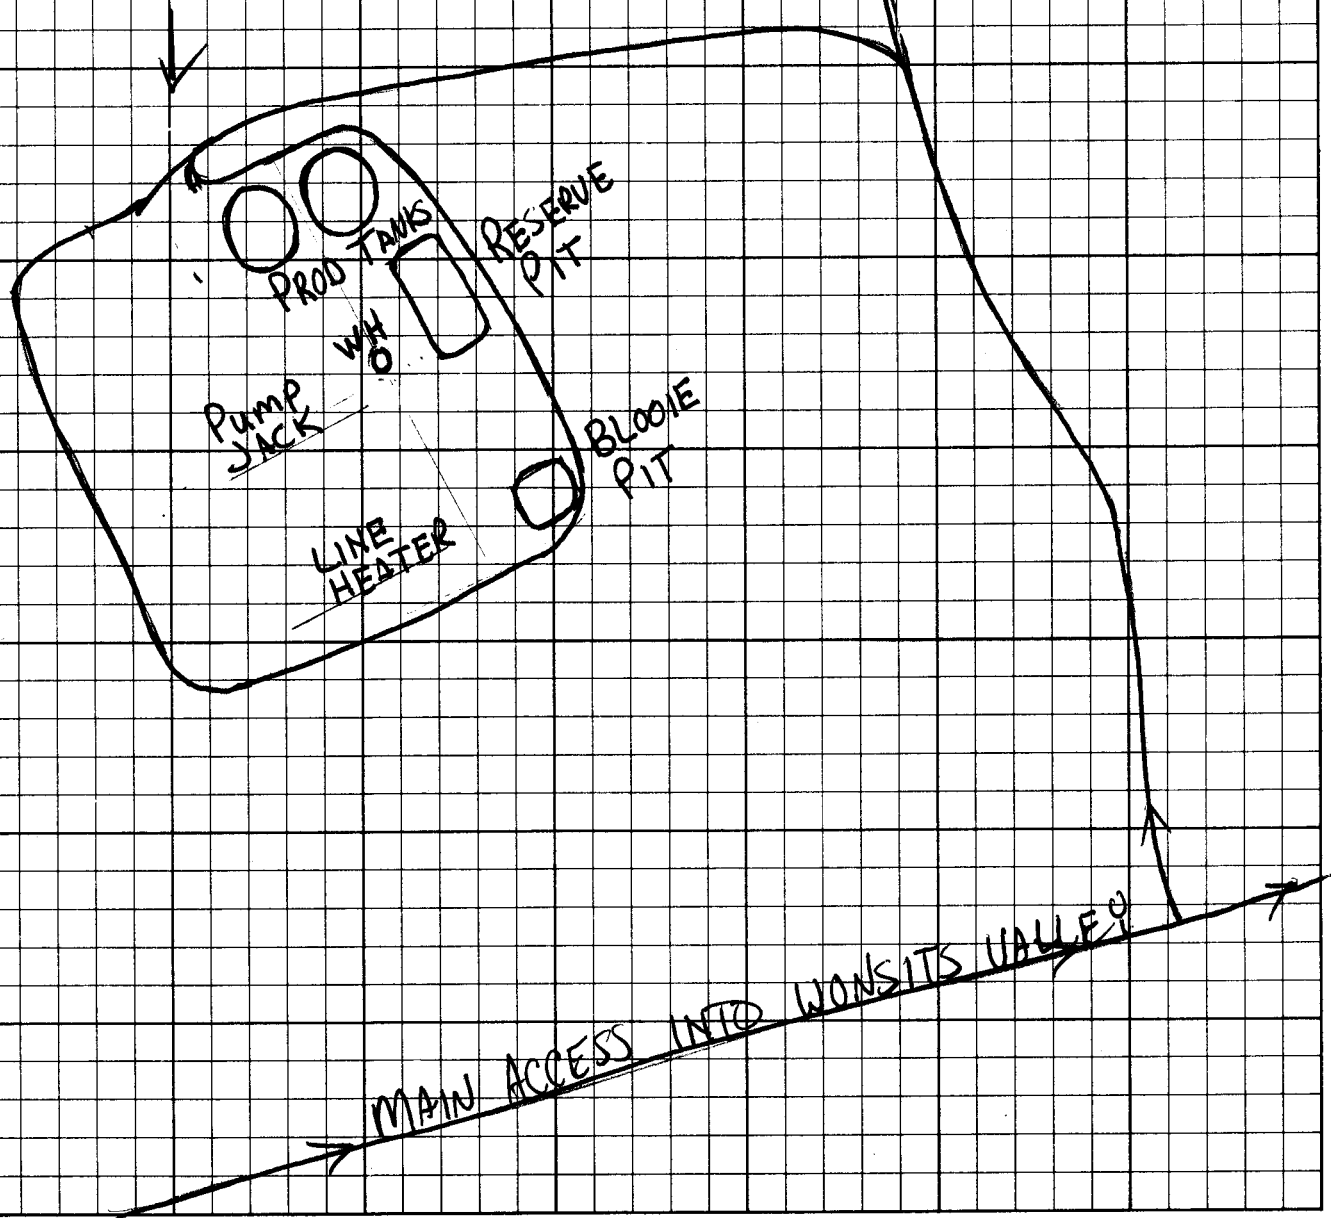 RESERVE
PIT
PROD TANKS
WH
PUMP
JACK
BLOOIE
PIT
LINE
HEATER
MAIN ACCESS INTO WONSITS VALLEY